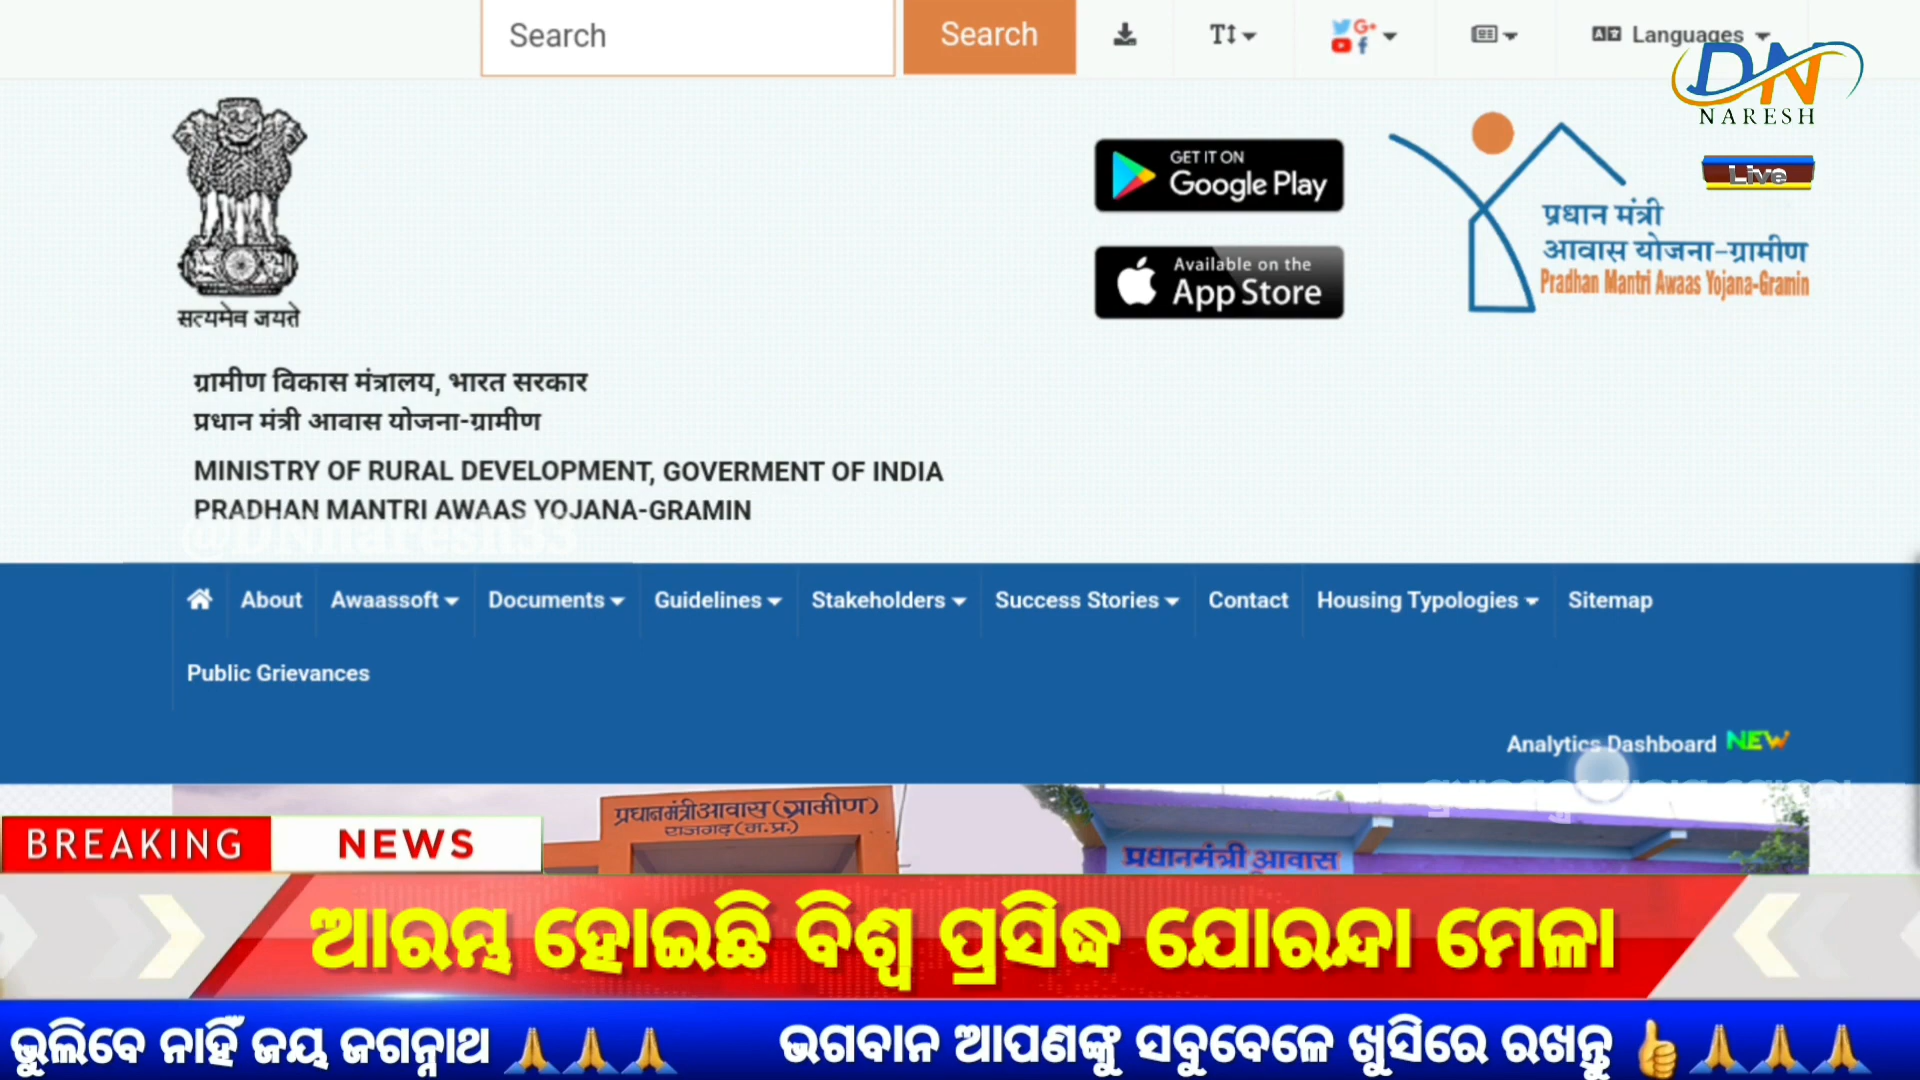 Search
Search
Languages
DN
NARESH
Live
GET IT ON
Google Play
Available on the
App Store
प्रधान मंत्री
आवास योजना-ग्रामीण
Pradhan Mantri Awaas Yojana-Gramin
सत्यमेव जयते
ग्रामीण विकास मंत्रालय, भारत सरकार
प्रधान मंत्री आवास योजना-ग्रामीण
MINISTRY OF RURAL DEVELOPMENT, GOVERMENT OF INDIA
PRADHAN MANTRI AWAAS YOJANA-GRAMIN
@DNnaresh33
About Awaassoft Documents Guidelines Stakeholders Success Stories Contact Housing Typologies Sitemap
Public Grievances
Analytics Dashboard NEW
प्रधानमंत्री आवास (ग्रामीण)
राजगढ़ (म.प्र.)
प्रधानमंत्री आवास
BREAKING NEWS
ଆରମ୍ଭ ହୋଇଛି ବିଶ୍ୱ ପ୍ରସିଦ୍ଧ ଯୋରନ୍ଦା ମେଳା
ଭୁଲିବେ ନାହିଁ ଜୟ ଜଗନ୍ନାଥ 🙏🙏🙏 ଭଗବାନ ଆପଣଙ୍କୁ ସବୁବେଳେ ଖୁସିରେ ରଖନ୍ତୁ 👍🙏🙏🙏